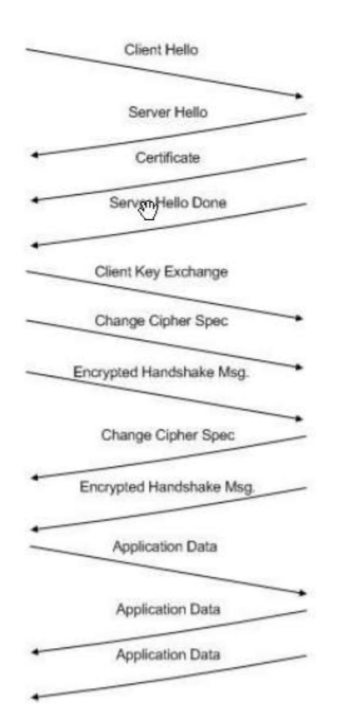 Client Hello
Server Hello
Certificate
Server Hello Done
Client Key Exchange
Change Cipher Spec
Encrypted Handshake Msg.
Change Cipher Spec
Encrypted Handshake Msg.
Application Data
Application Data
Application Data